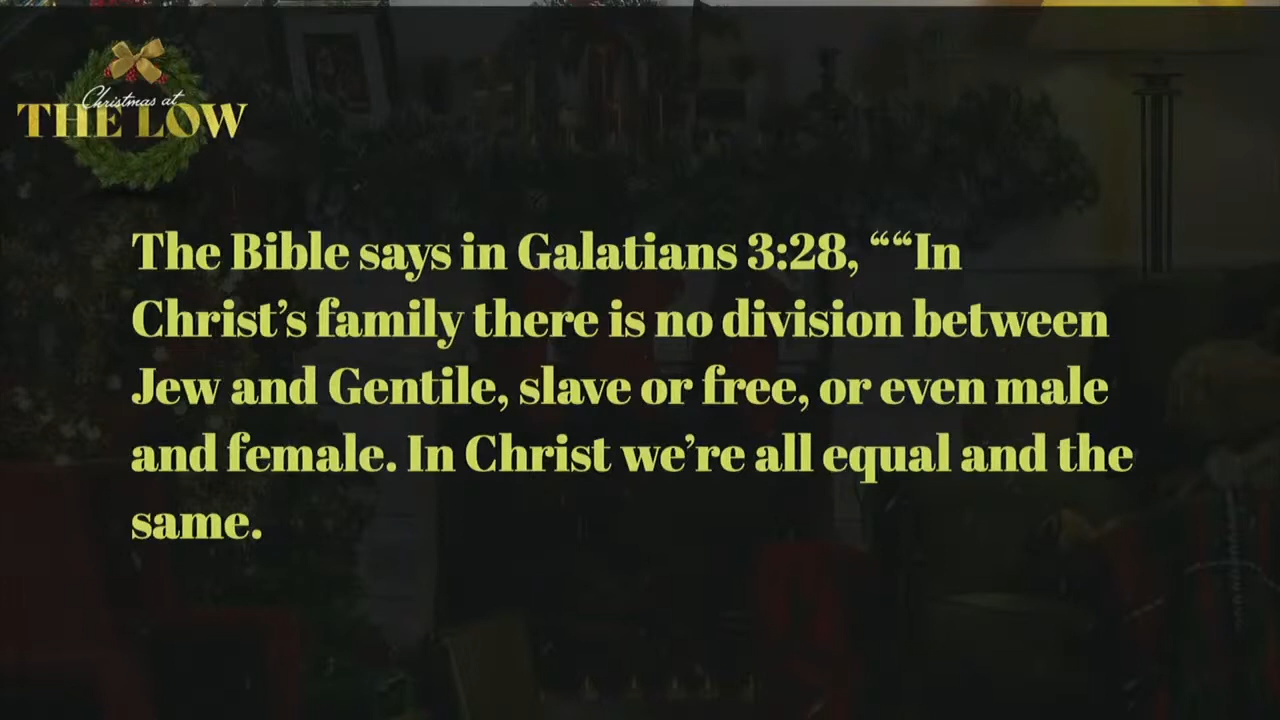 Christmas at
THE LOW
The Bible says in Galatians 3:28, ““In
Christ’s family there is no division between
Jew and Gentile, slave or free, or even male
and female. In Christ we’re all equal and the
same.